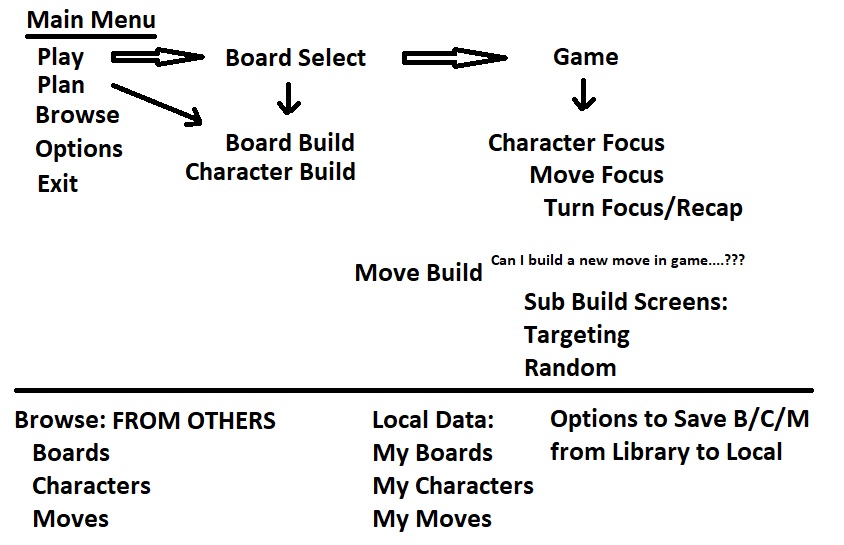 Main Menu
Play
Plan
Browse
Options
Exit
Board Select
Board Build
Character Build
Game
Character Focus
Move Focus
Turn Focus/Recap
Move Build
Can I build a new move in game....???
Sub Build Screens:
Targeting
Random
Browse: FROM OTHERS
Boards
Characters
Moves
Local Data:
My Boards
My Characters
My Moves
Options to Save B/C/M
from Library to Local